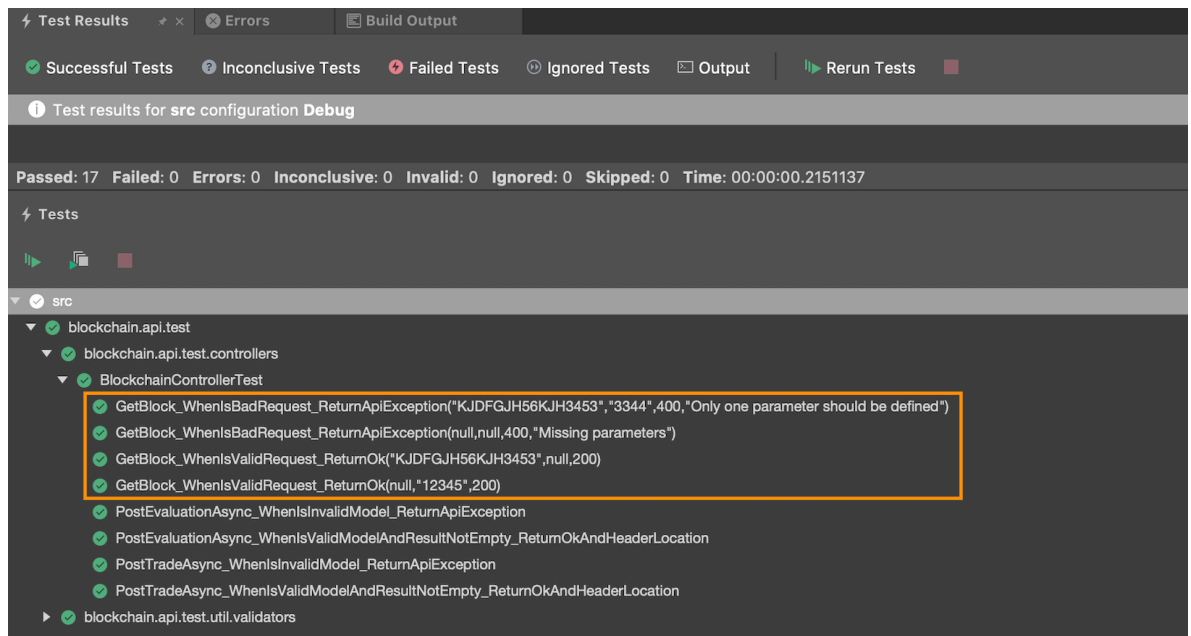 Test Results
Errors
Build Output
Successful Tests Inconclusive Tests Failed Tests Ignored Tests Output Rerun Tests
Test results for src configuration Debug
Passed: 17 Failed: 0 Errors: 0 Inconclusive: 0 Invalid: 0 Ignored: 0 Skipped: 0 Time: 00:00:00.2151137
Tests
src
blockchain.api.test
blockchain.api.test.controllers
BlockchainControllerTest
GetBlock_WhenIsBadRequest_ReturnApiException("KJDFGJH56KJH3453","3344",400,"Only one parameter should be defined")
GetBlock_WhenIsBadRequest_ReturnApiException(null,null,400,"Missing parameters")
GetBlock_WhenIsValidRequest_ReturnOk("KJDFGJH56KJH3453",null,200)
GetBlock_WhenIsValidRequest_ReturnOk(null,"12345",200)
PostEvaluationAsync_WhenIsInvalidModel_ReturnApiException
PostEvaluationAsync_WhenIsValidModelAndResultNotEmpty_ReturnOkAndHeaderLocation
PostTradeAsync_WhenIsInvalidModel_ReturnApiException
PostTradeAsync_WhenIsValidModelAndResultNotEmpty_ReturnOkAndHeaderLocation
blockchain.api.test.util.validators